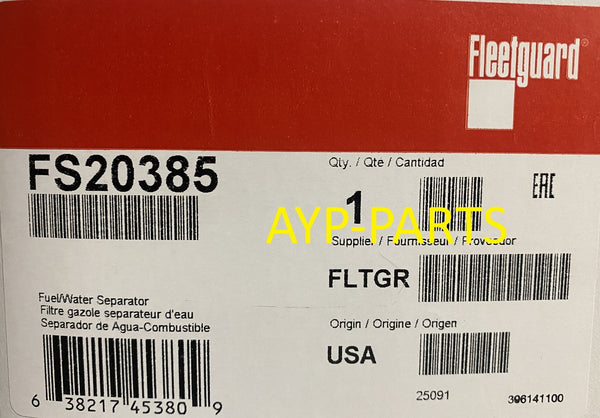 Fleetguard®
FS20385
Qty. / Qté / Cantidad
1
EAC
AYP-PARTS
Supplier / Fournisseur / Proveedor
FLTGR
Fuel/Water Separator
Filtre gazole separateur d'eau
Separador de Agua-Combustible
Origin / Origine / Origen
USA
6 38217 45380 9
25091
306141100